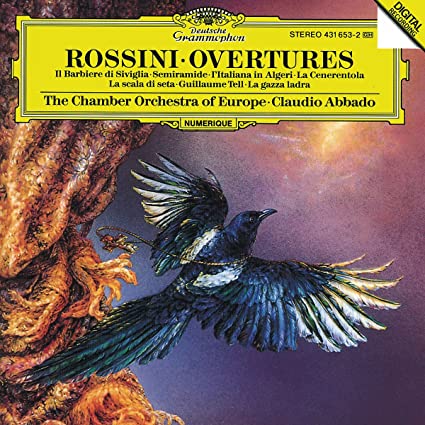 Deutsche
Grammophon
STEREO 431 653-2 GH
DIGITAL
RECORDING
ROSSINI·OVERTURES
Il Barbiere di Siviglia·Semiramide·l'Italiana in Algeri·La Cenerentola
La scala di seta·Guillaume Tell·La gazza ladra
The Chamber Orchestra of Europe·Claudio Abbado
NUMERIQUE